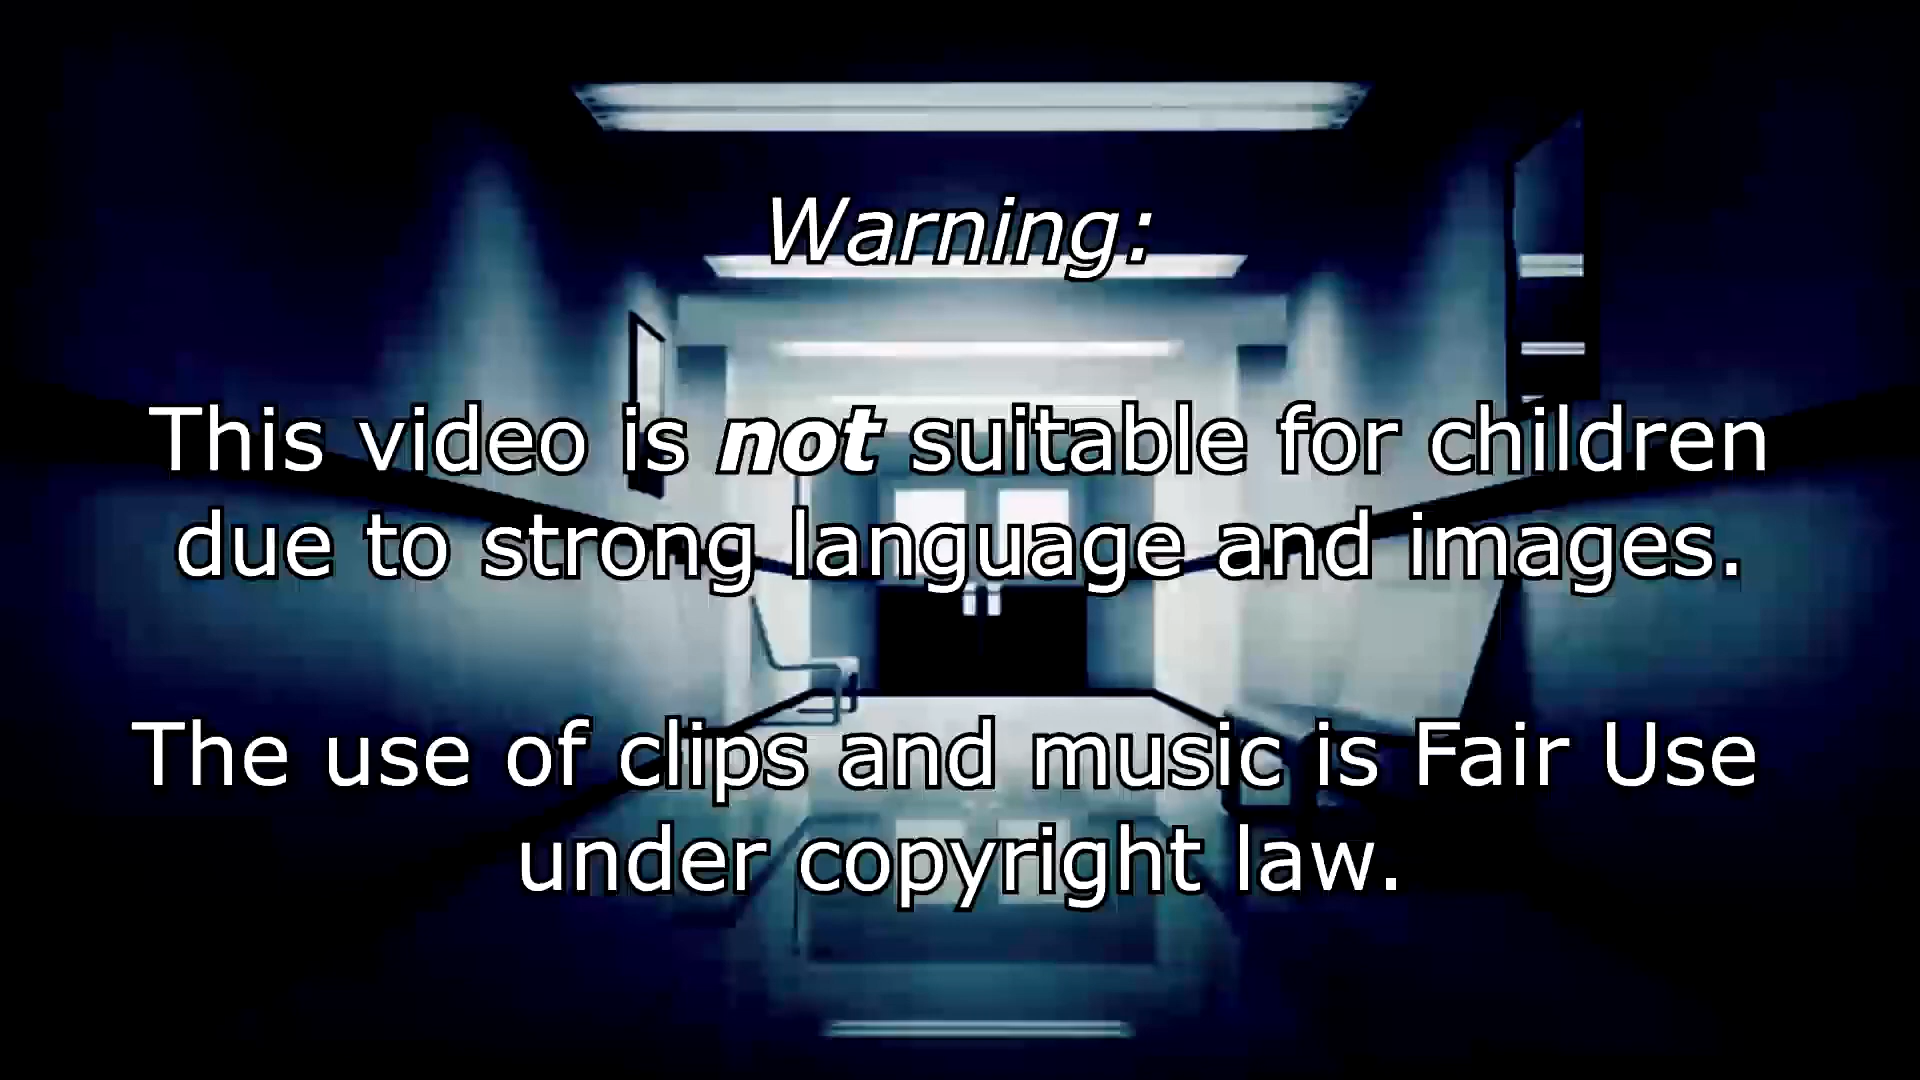 Warning:
This video is not suitable for children
due to strong language and images.
The use of clips and music is Fair Use
under copyright law.